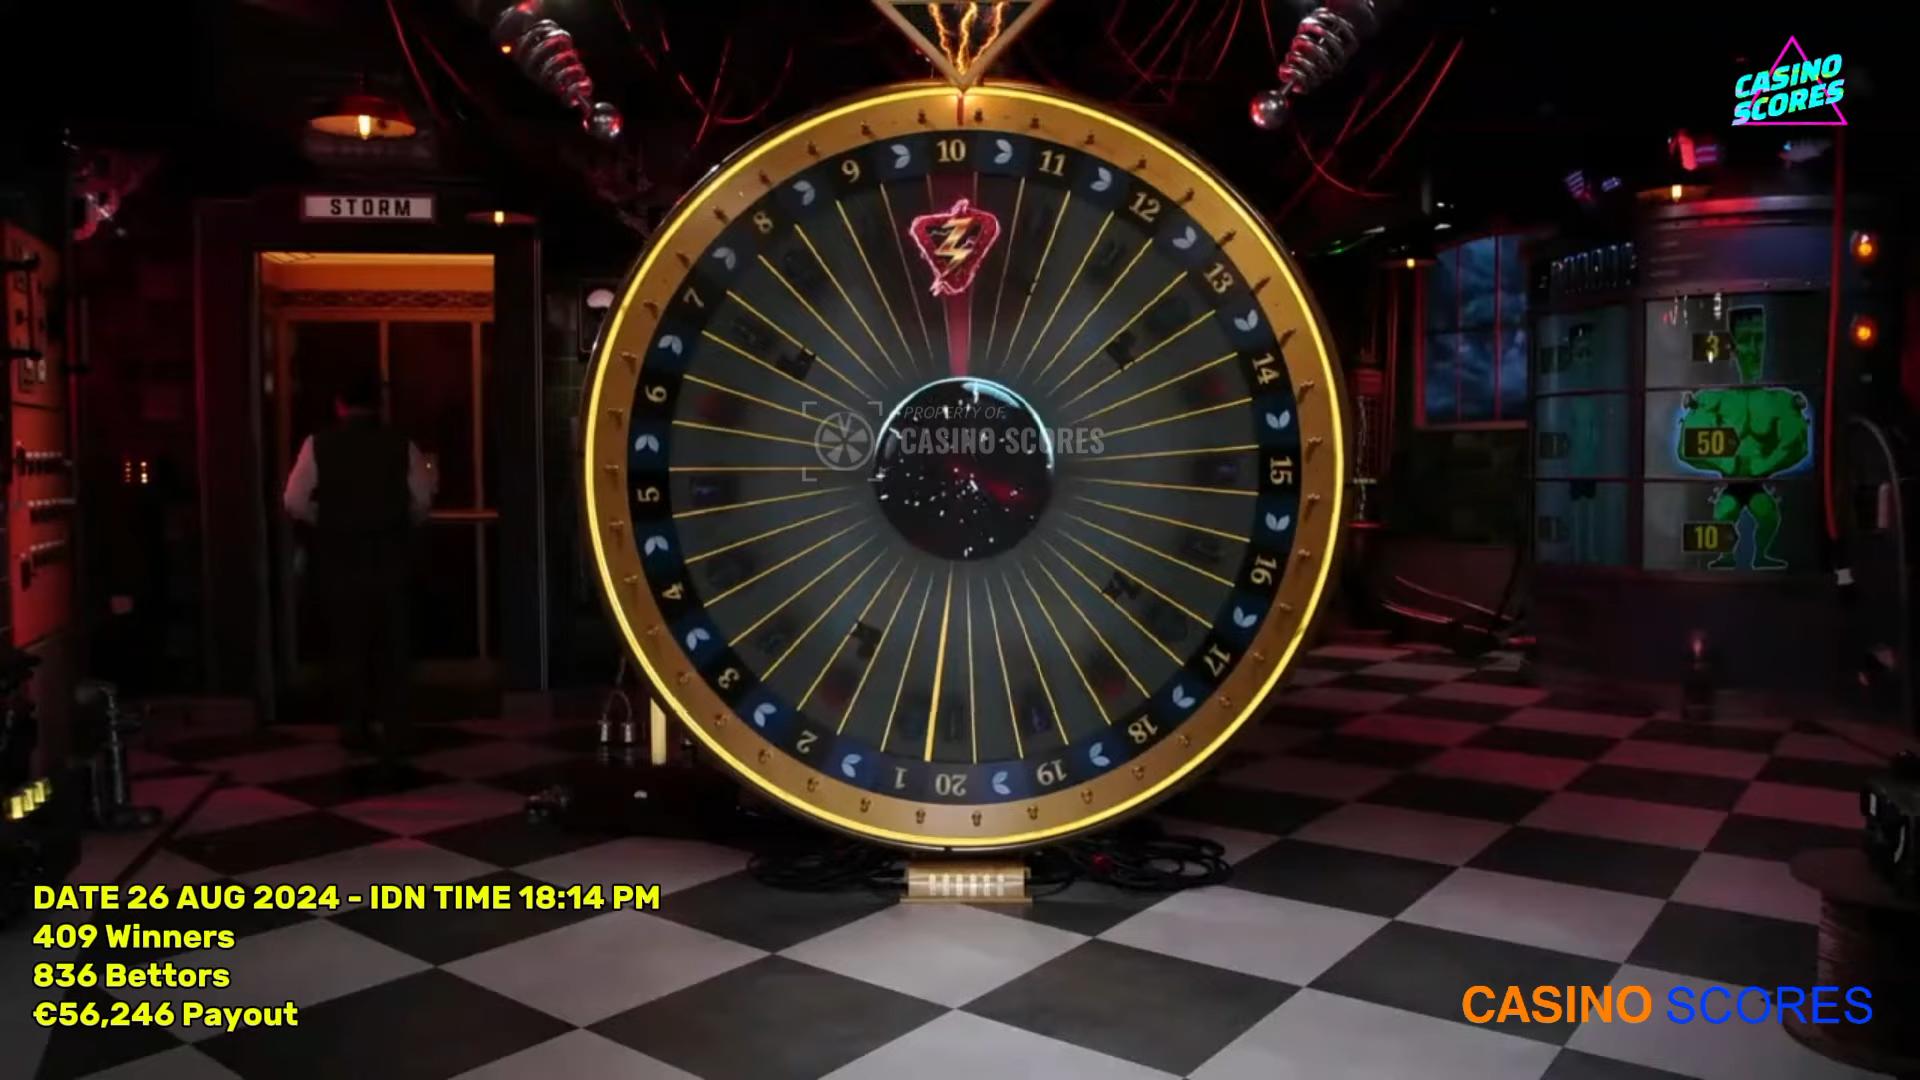 CASINO
SCORES
STORM
9
10
11
8
12
7
13
6
14
5
15
4
16
3
17
2
18
1
20
19
PROPERTY OF
CASINO SCORES
3
50
10
DATE 26 AUG 2024 - IDN TIME 18:14 PM
409 Winners
836 Bettors
€56,246 Payout
CASINO SCORES